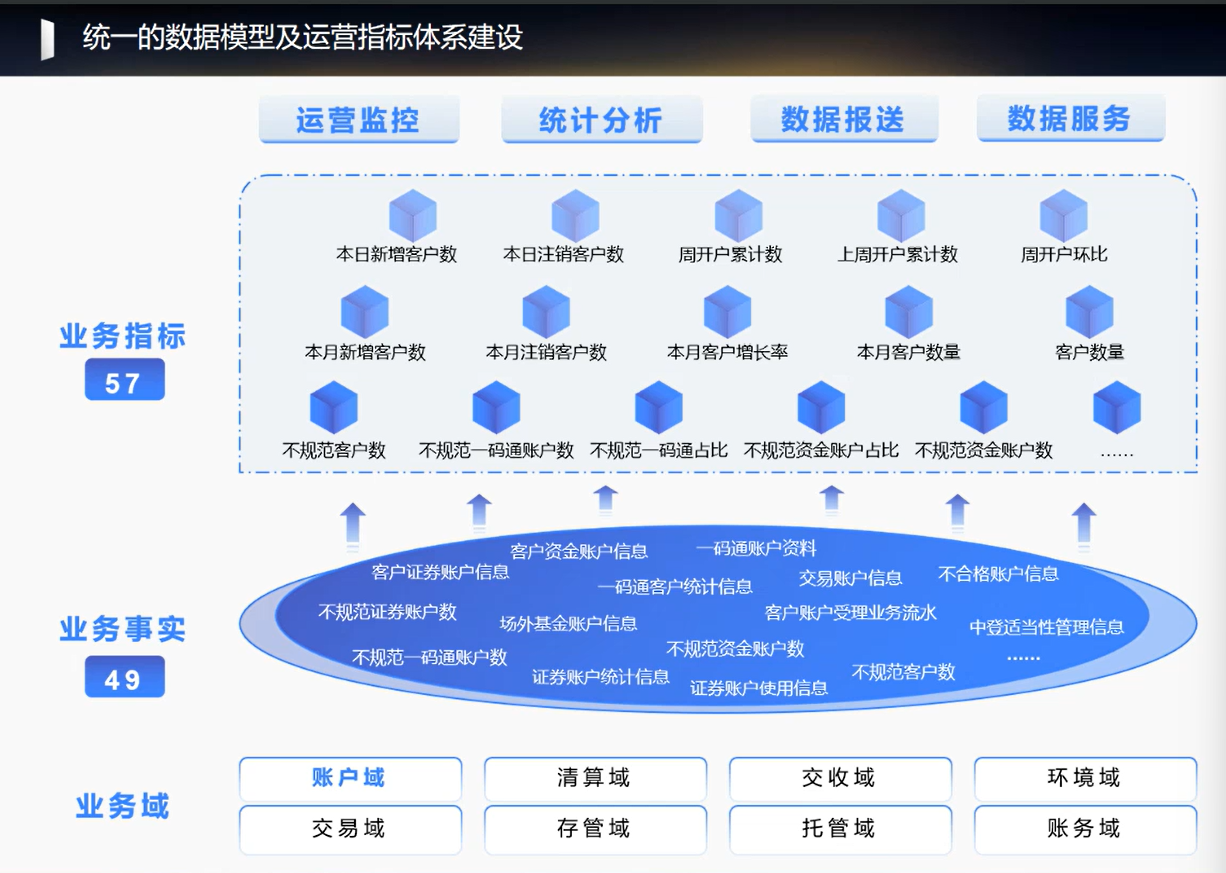 统一的数据模型及运营指标体系建设
运营监控 统计分析 数据报送 数据服务
本日新增客户数 本日注销客户数 周开户累计数 上周开户累计数 周开户环比
业务指标
57
本月新增客户数 本月注销客户数 本月客户增长率 本月客户数量 客户数量
不规范客户数 不规范一码通账户数 不规范一码通占比 不规范资金账户占比 不规范资金账户数 ……
客户资金账户信息 一码通账户资料
客户证券账户信息 一码通客户统计信息 交易账户信息 不合格账户信息
业务事实
49
不规范证券账户数 场外基金账户信息 客户账户受理业务流水 中登适当性管理信息
不规范一码通账户数 不规范资金账户数 ……
证券账户统计信息 证券账户使用信息 不规范客户数
业务域
账户域 清算域 交收域 环境域
交易域 存管域 托管域 账务域